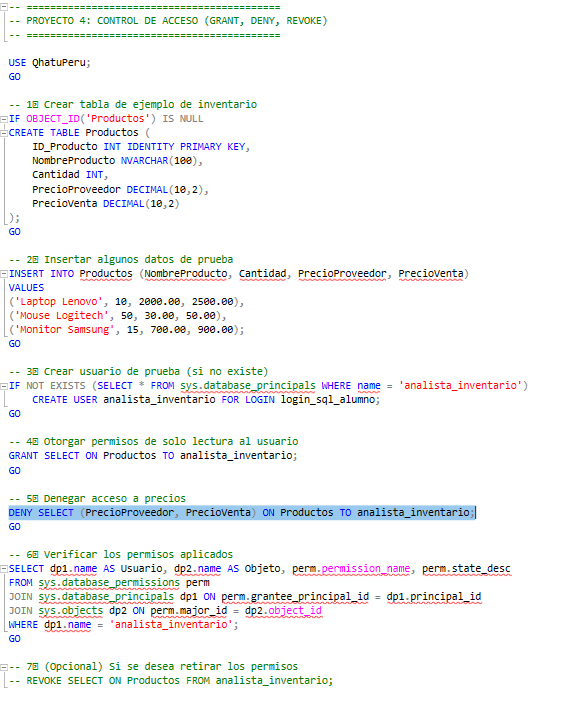 -- ===========================================
-- PROYECTO 4: CONTROL DE ACCESO (GRANT, DENY, REVOKE)
-- ===========================================
USE QhatuPeru;
GO
-- 1⃣ Crear tabla de ejemplo de inventario
IF OBJECT_ID('Productos') IS NULL
CREATE TABLE Productos (
ID_Producto INT IDENTITY PRIMARY KEY,
NombreProducto NVARCHAR(100),
Cantidad INT,
PrecioProveedor DECIMAL(10,2),
PrecioVenta DECIMAL(10,2)
);
GO
-- 2⃣ Insertar algunos datos de prueba
INSERT INTO Productos (NombreProducto, Cantidad, PrecioProveedor, PrecioVenta)
VALUES
('Laptop Lenovo', 10, 2000.00, 2500.00),
('Mouse Logitech', 50, 30.00, 50.00),
('Monitor Samsung', 15, 700.00, 900.00);
GO
-- 3⃣ Crear usuario de prueba (si no existe)
IF NOT EXISTS (SELECT * FROM sys.database_principals WHERE name = 'analista_inventario')
CREATE USER analista_inventario FOR LOGIN login_sql_alumno;
GO
-- 4⃣ Otorgar permisos de solo lectura al usuario
GRANT SELECT ON Productos TO analista_inventario;
GO
-- 5⃣ Denegar acceso a precios
DENY SELECT (PrecioProveedor, PrecioVenta) ON Productos TO analista_inventario;
GO
-- 6⃣ Verificar los permisos aplicados
SELECT dp1.name AS Usuario, dp2.name AS Objeto, perm.permission_name, perm.state_desc
FROM sys.database_permissions perm
JOIN sys.database_principals dp1 ON perm.grantee_principal_id = dp1.principal_id
JOIN sys.objects dp2 ON perm.major_id = dp2.object_id
WHERE dp1.name = 'analista_inventario';
GO
-- 7⃣ (Opcional) Si se desea retirar los permisos
-- REVOKE SELECT ON Productos FROM analista_inventario;